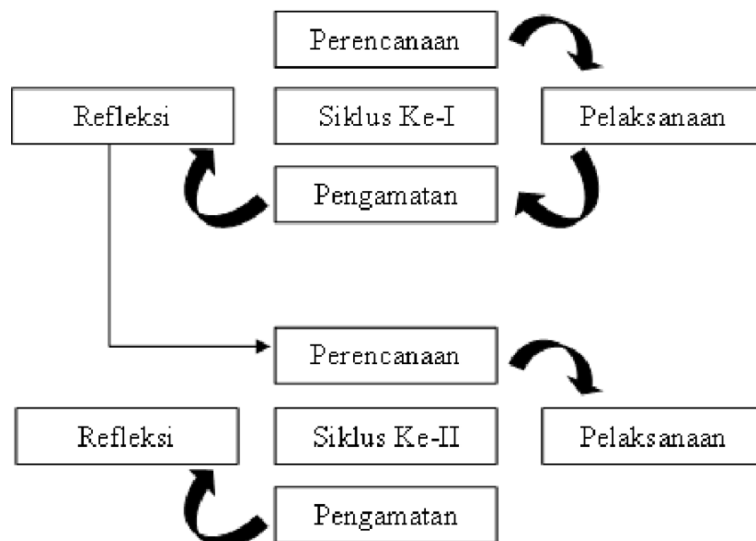 Perencanaan
Refleksi
Siklus Ke-I
Pelaksanaan
Pengamatan
Perencanaan
Refleksi
Siklus Ke-II
Pelaksanaan
Pengamatan